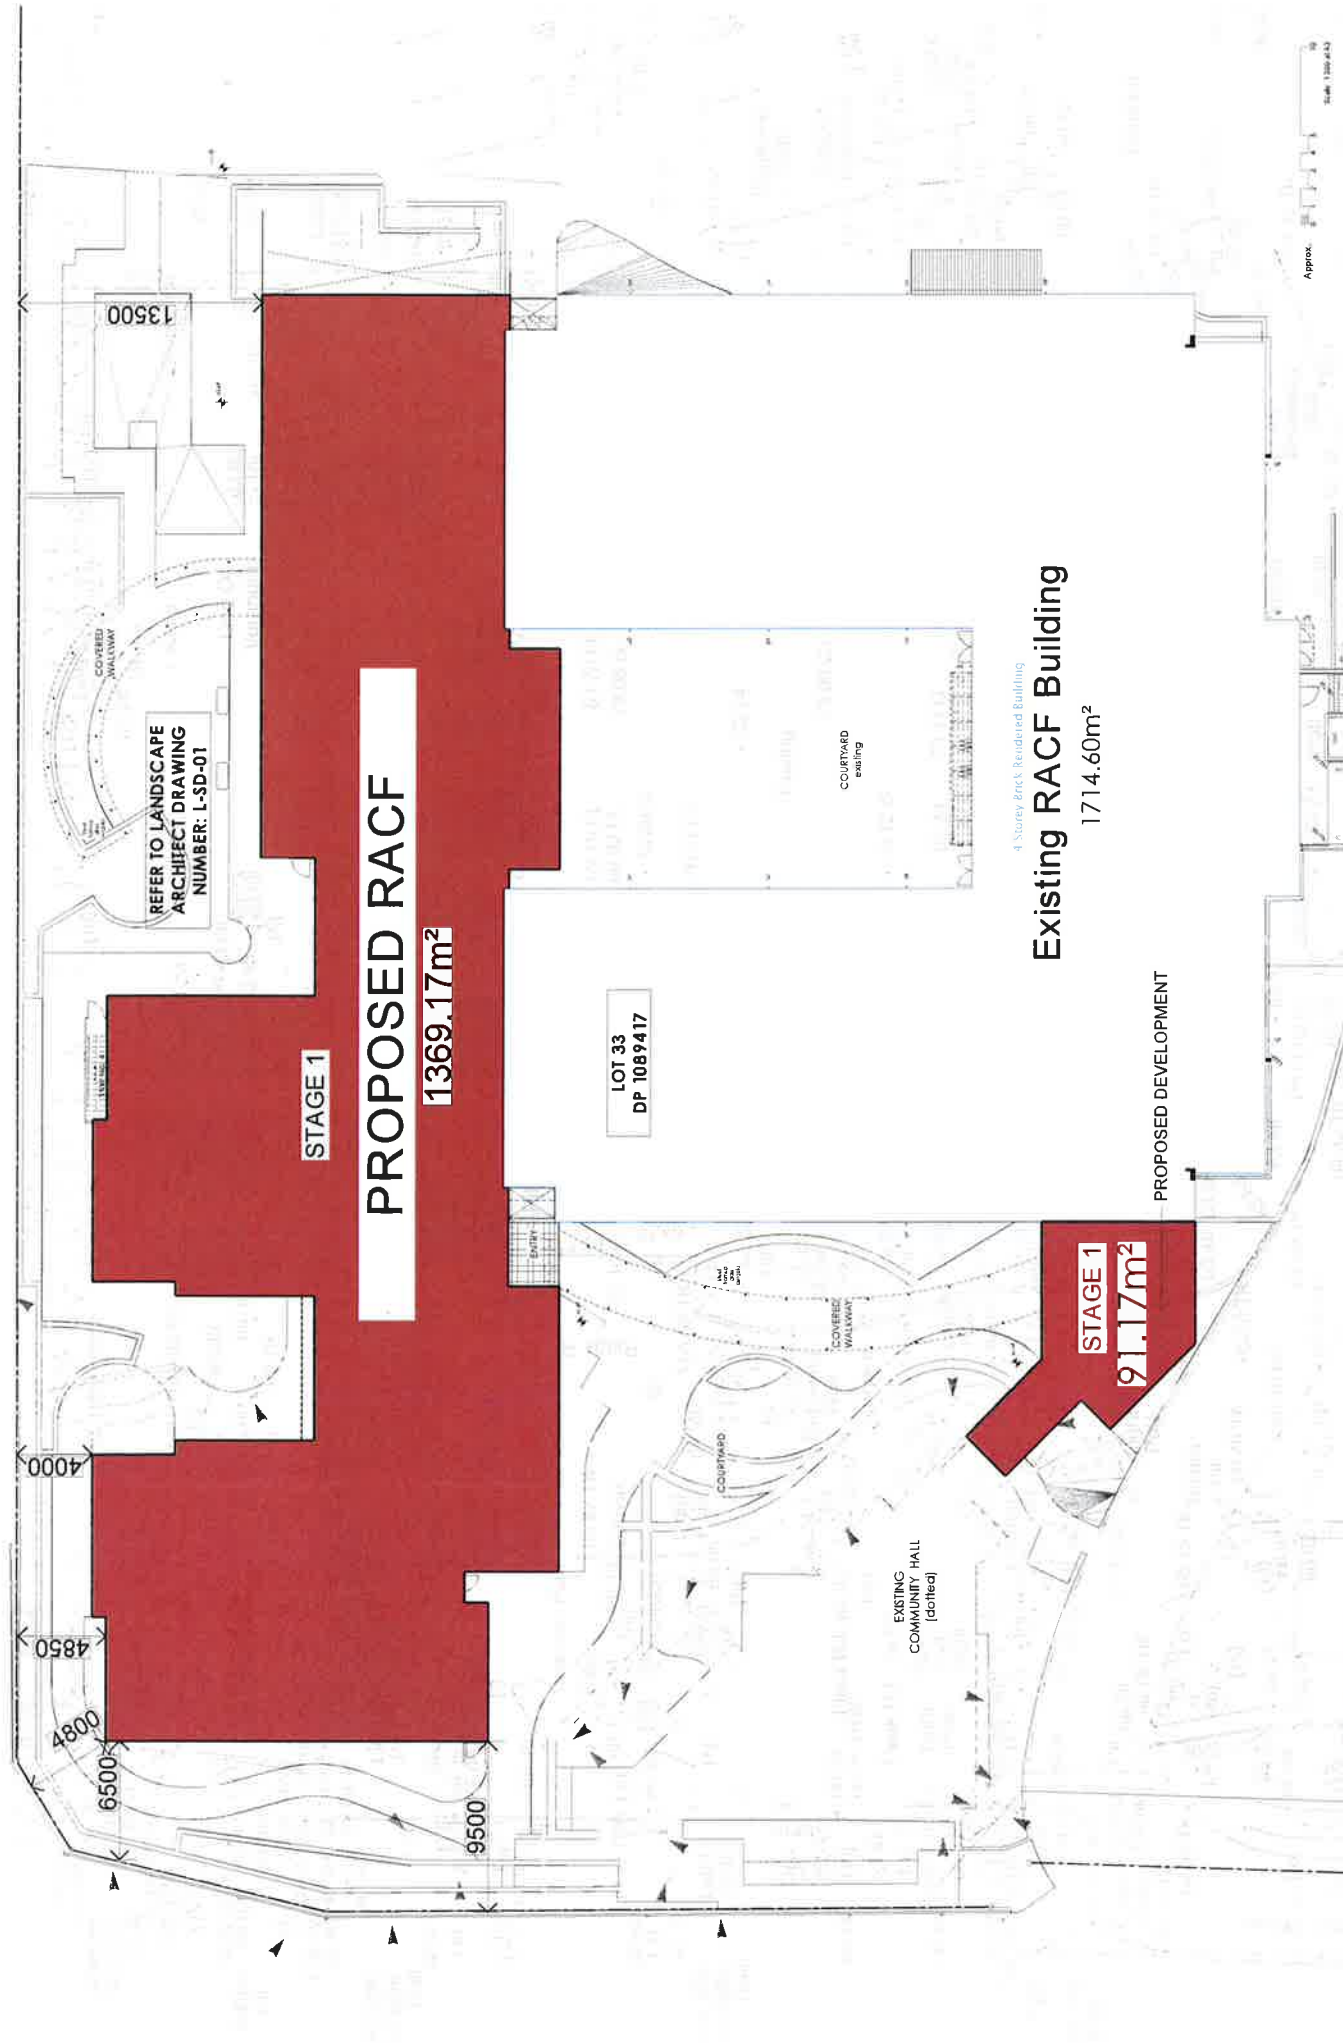 13500
COVERED
WALKWAY
REFER TO LANDSCAPE
ARCHITECT DRAWING
NUMBER: L-SD-01
PROPOSED RACF
1369.17m²
STAGE 1
4000
4850
4800
6500
9500
COURTYARD
existing
4 Storey Brick Rendered Building
Existing RACF Building
1714.60m²
LOT 33
DP 1089417
ENTRY
PROPOSED DEVELOPMENT
STAGE 1
91.17m²
COVERED
WALKWAY
COURTYARD
EXISTING
COMMUNITY HALL
(dotted)
Approx.